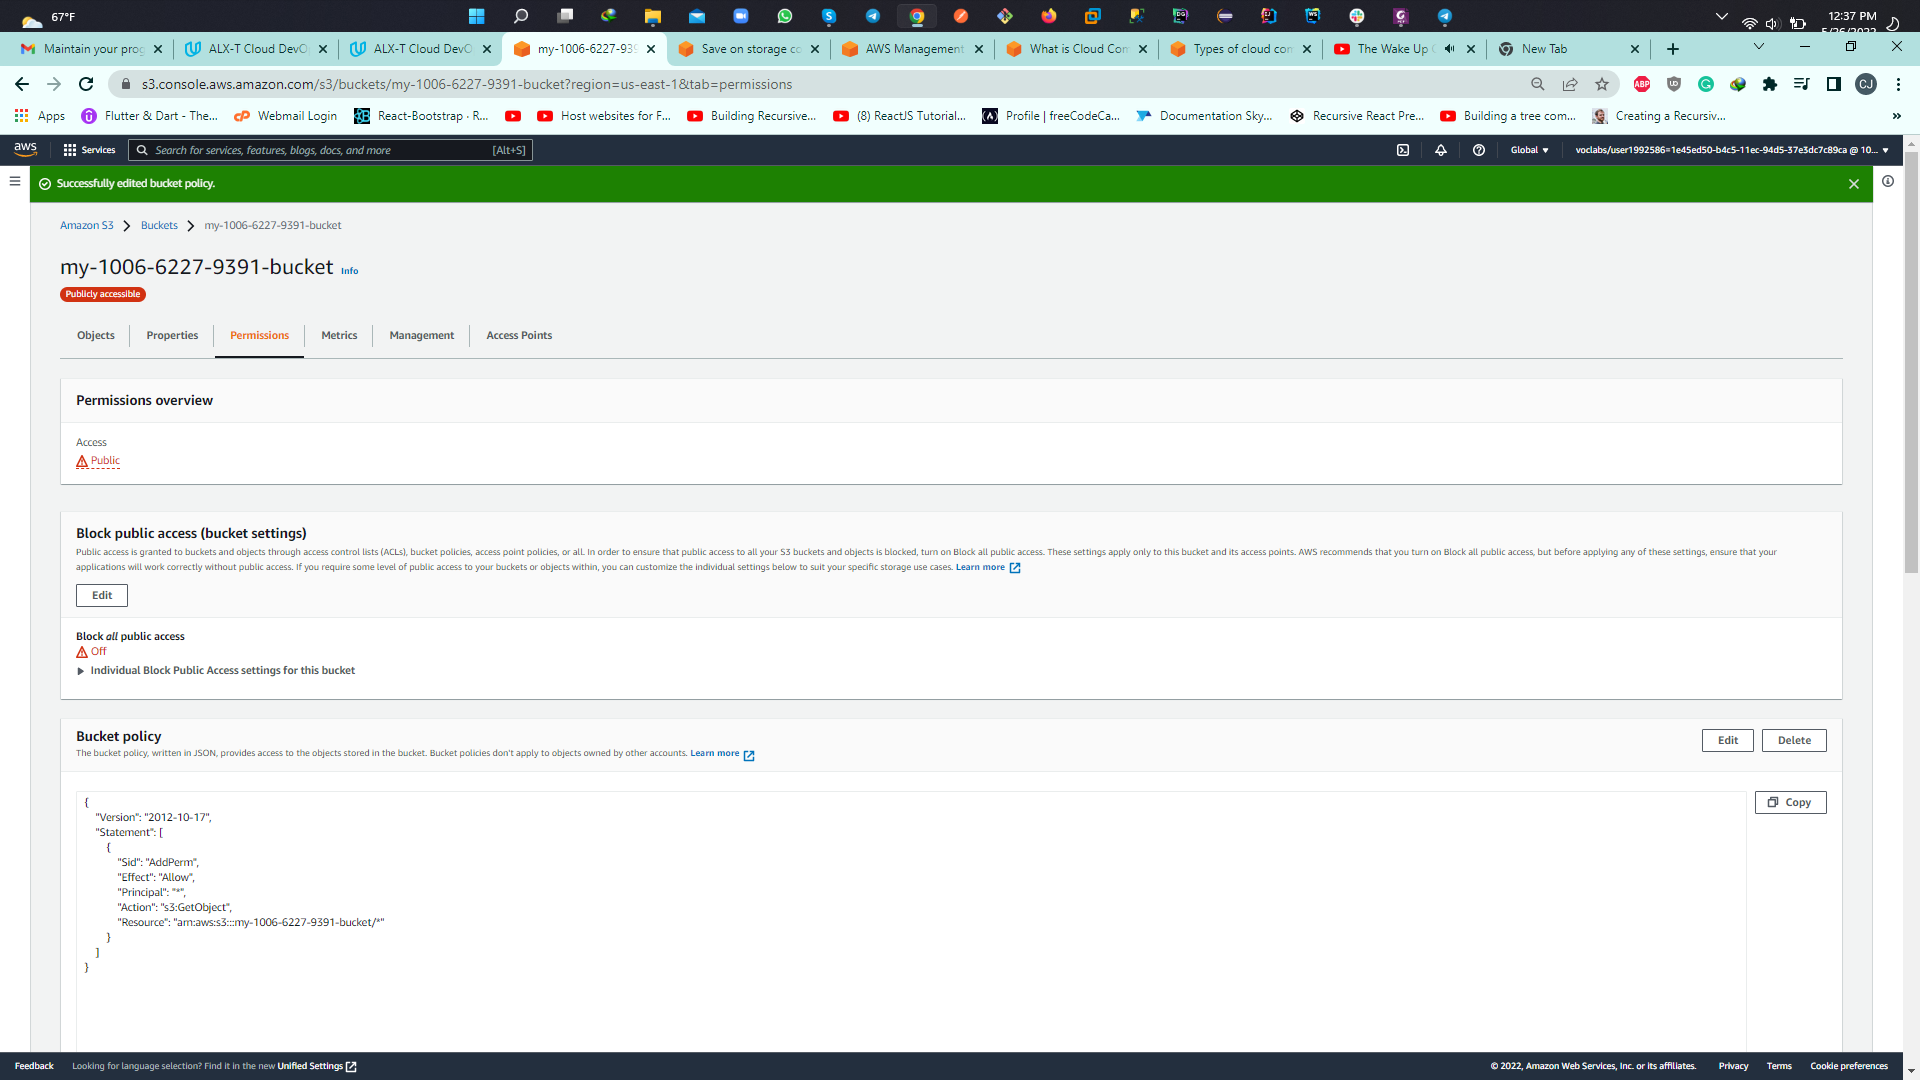 67°F
12:37 PM
5/26/2022
Maintain your prog
ALX-T Cloud DevO
ALX-T Cloud DevO
my-1006-6227-939
Save on storage co
AWS Management
What is Cloud Com
Types of cloud com
The Wake Up
New Tab
s3.console.aws.amazon.com/s3/buckets/my-1006-6227-9391-bucket?region=us-east-1&tab=permissions
ABP
CJ
Apps
Flutter & Dart - The...
Webmail Login
React-Bootstrap · R...
Host websites for F...
Building Recursive...
(8) ReactJS Tutorial...
Profile | freeCodeCa...
Documentation Sky...
Recursive React Pre...
Building a tree com...
Creating a Recursiv...
aws
Services
Search for services, features, blogs, docs, and more
[Alt+S]
Global
voclabs/user1992586=1e45ed50-b4c5-11ec-94d5-37e3dc7c89ca @ 10...
Successfully edited bucket policy.
Amazon S3
Buckets
my-1006-6227-9391-bucket
my-1006-6227-9391-bucket Info
Publicly accessible
Objects
Properties
Permissions
Metrics
Management
Access Points
Permissions overview
Access
Public
Block public access (bucket settings)
Public access is granted to buckets and objects through access control lists (ACLs), bucket policies, access point policies, or all. In order to ensure that public access to all your S3 buckets and objects is blocked, turn on Block all public access. These settings apply only to this bucket and its access points. AWS recommends that you turn on Block all public access, but before applying any of these settings, ensure that your
applications will work correctly without public access. If you require some level of public access to your buckets or objects within, you can customize the individual settings below to suit your specific storage use cases. Learn more
Edit
Block all public access
Off
Individual Block Public Access settings for this bucket
Bucket policy
The bucket policy, written in JSON, provides access to the objects stored in the bucket. Bucket policies don't apply to objects owned by other accounts. Learn more
Edit
Delete
Copy
{
"Version": "2012-10-17",
"Statement": [
{
"Sid": "AddPerm",
"Effect": "Allow",
"Principal": "*",
"Action": "s3:GetObject",
"Resource": "arn:aws:s3:::my-1006-6227-9391-bucket/*"
}
]
}
Feedback
Looking for language selection? Find it in the new Unified Settings
© 2022, Amazon Web Services, Inc. or its affiliates.
Privacy
Terms
Cookie preferences